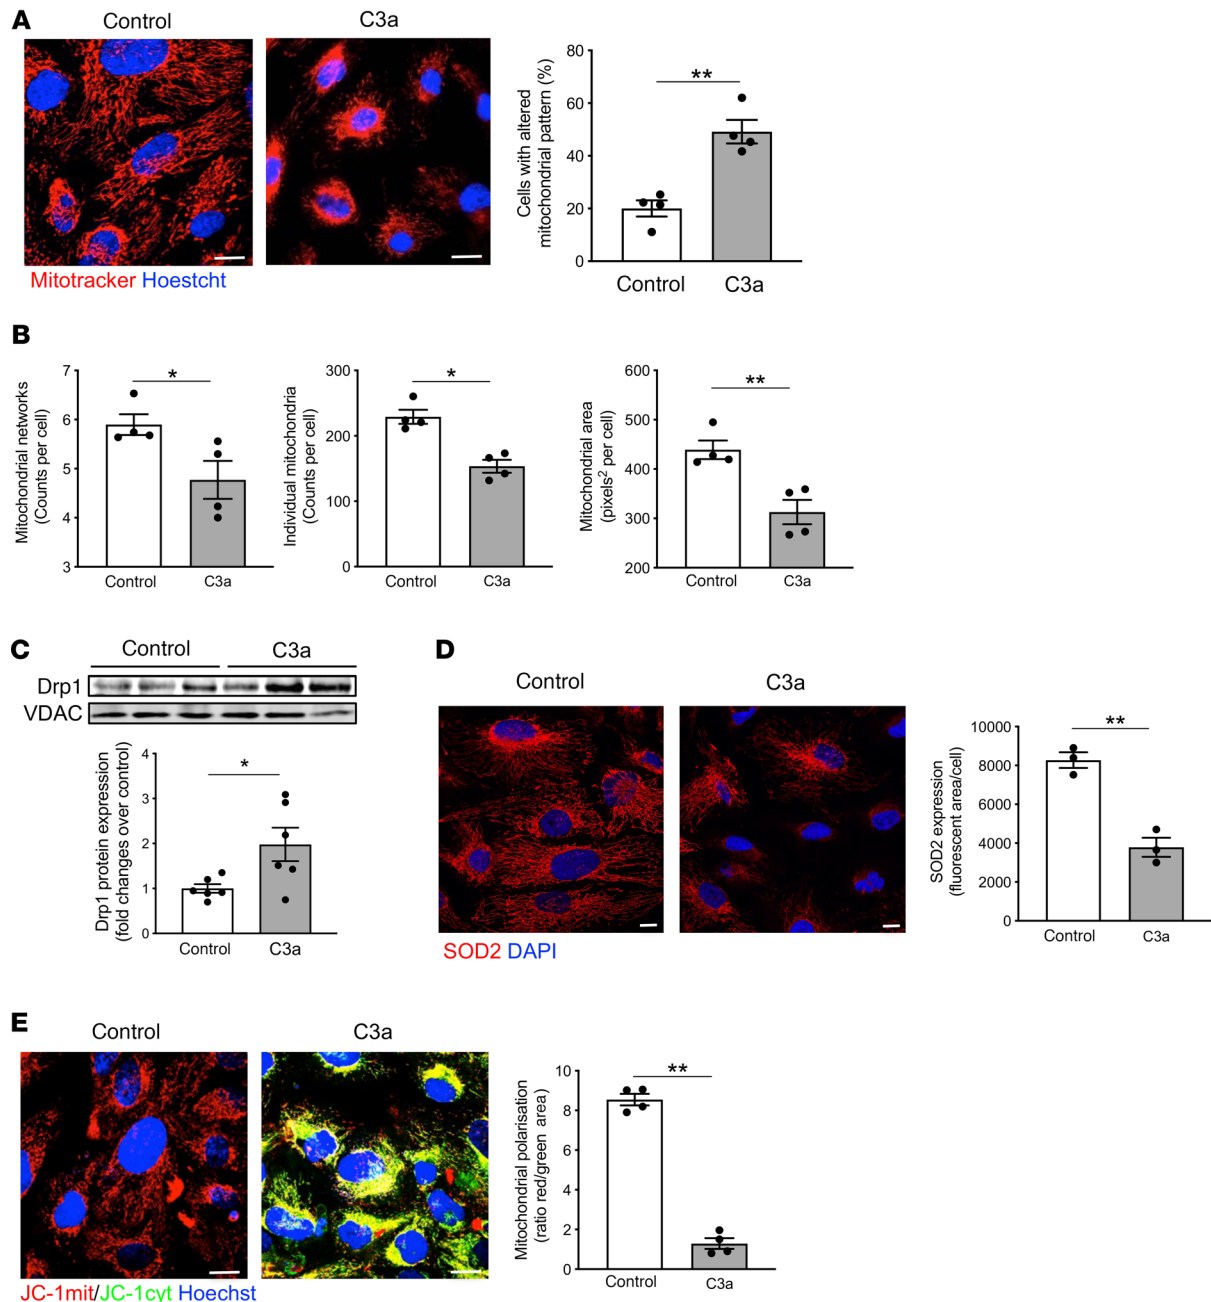 A
Control
C3a
Mitotracker Hoestcht
Cells with altered
mitochondrial pattern (%)
80
60
40
20
0
**
Control
C3a
B
Mitochondrial networks
(Counts per cell)
7
6
5
4
3
*
Control
C3a
Individual mitochondria
(Counts per cell)
300
200
100
0
*
Control
C3a
Mitochondrial area
(pixels² per cell)
600
500
400
300
200
**
Control
C3a
C
Control
C3a
Drp1
VDAC
Drp1 protein expression
(fold changes over control)
4
3
2
1
0
*
Control
C3a
D
Control
C3a
SOD2 DAPI
SOD2 expression
(fluorescent area/cell)
10000
8000
6000
4000
2000
0
**
Control
C3a
E
Control
C3a
JC-1mit/JC-1cyt Hoechst
Mitochondrial polarisation
(ratio red/green area)
10
8
6
4
2
0
**
Control
C3a